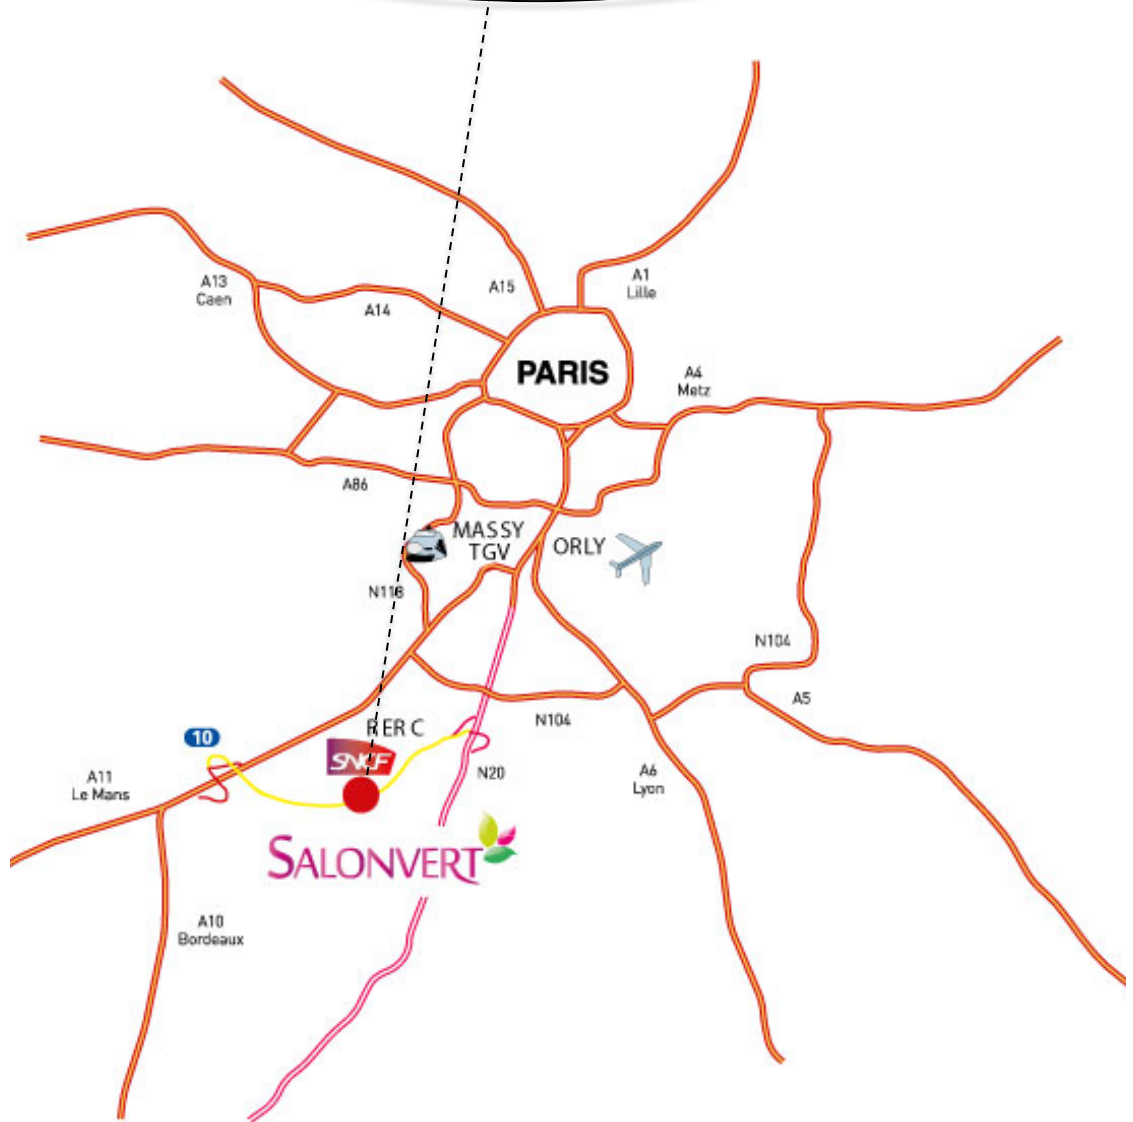 A13
Caen
A15
A1
Lille
A14
PARIS
A4
Metz
A86
MASSY
TGV
ORLY
N118
N104
A5
N104
RER C
10
SNCF
A11
Le Mans
N20
A6
Lyon
SALONVERT
A10
Bordeaux